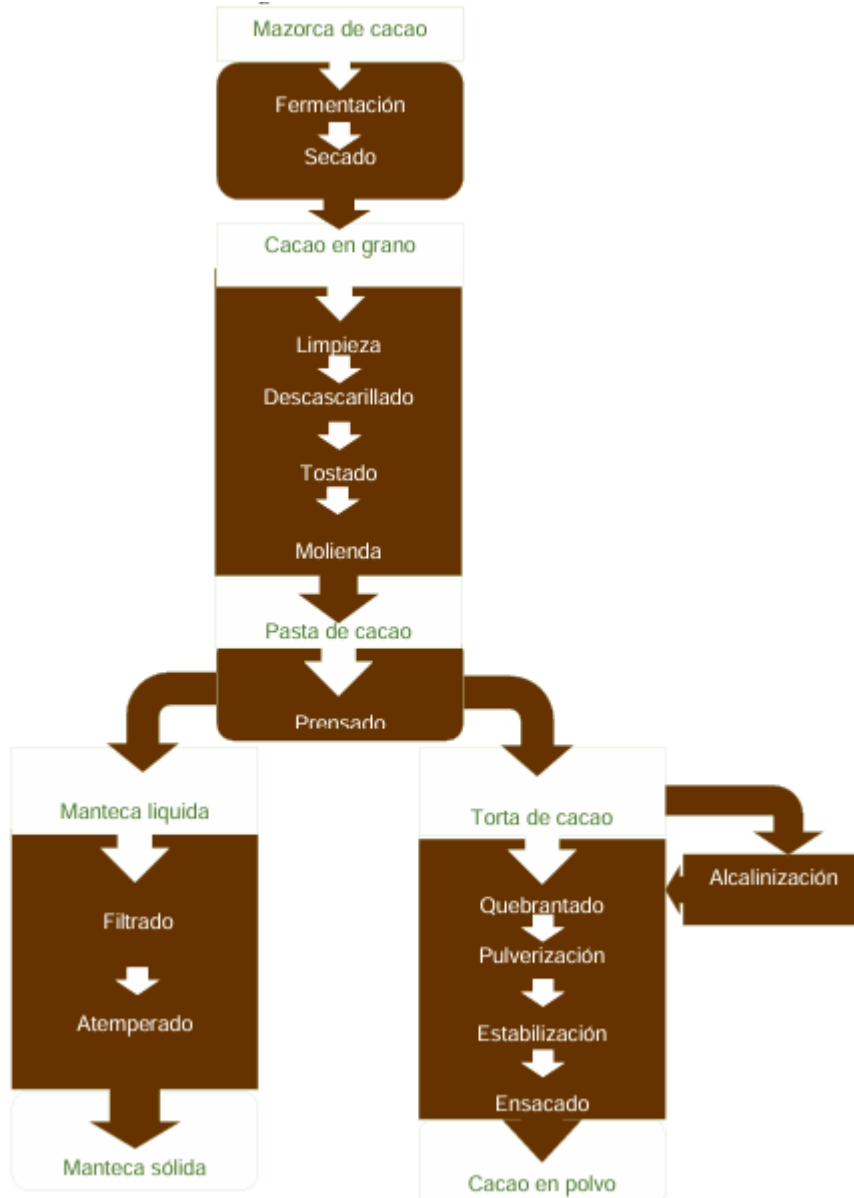 Mazorca de cacao
Fermentación
Secado
Cacao en grano
Limpieza
Descascarillado
Tostado
Molienda
Pasta de cacao
Prensado
Manteca liquida
Filtrado
Atemperado
Manteca sólida
Torta de cacao
Alcalinización
Quebrantado
Pulverización
Estabilización
Ensacado
Cacao en polvo